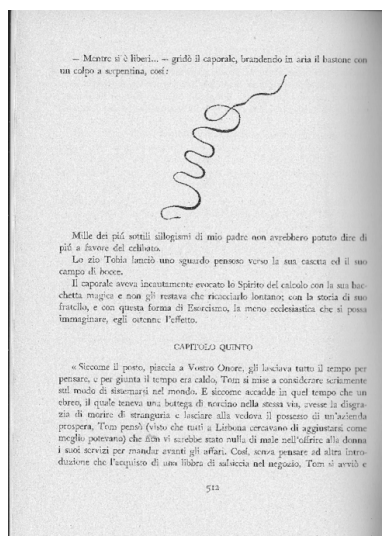 — Mentre si è liberi... — gridò il caporale, brandendo in aria il bastone con
un colpo a serpentina, cosí:
Mille dei piú sottili sillogismi di mio padre non avrebbero potuto dire di
piú a favore del celibato.
Lo zio Tobia lanciò uno sguardo pensoso verso la sua casetta ed il suo
campo di bocce.
Il caporale aveva incautamente evocato lo Spirito del calcolo con la sua bac-
chetta magica e non gli restava che ricacciarlo lontano; con la storia di suo
fratello, e con questa forma di Esorcismo, la meno ecclesiastica che si possa
immaginare, egli ottenne l'effetto.
CAPITOLO QUINTO
« Siccome il posto, piaccia a Vostro Onore, gli lasciava tutto il tempo per
pensare, e per giunta il tempo era caldo, Tom si mise a considerare seriamente
sul modo di sistemarsi nel mondo. E siccome accadde in quel tempo che un
ebreo, il quale teneva una bottega di norcino nella stessa via, avesse la disgra-
zia di morire di stranguria e lasciare alla vedova il possesso di un'azienda
prospera, Tom pensò (visto che tutti a Lisbona cercavano di aggiustarsi come
meglio potevano) che non vi sarebbe stato nulla di male nell'offrire alla donna
i suoi servizi per mandar avanti gli affari. Cosí, senza pensare ad altra intro-
duzione che l'acquisto di una libbra di salsiccia nel negozio, Tom si avviò e
512